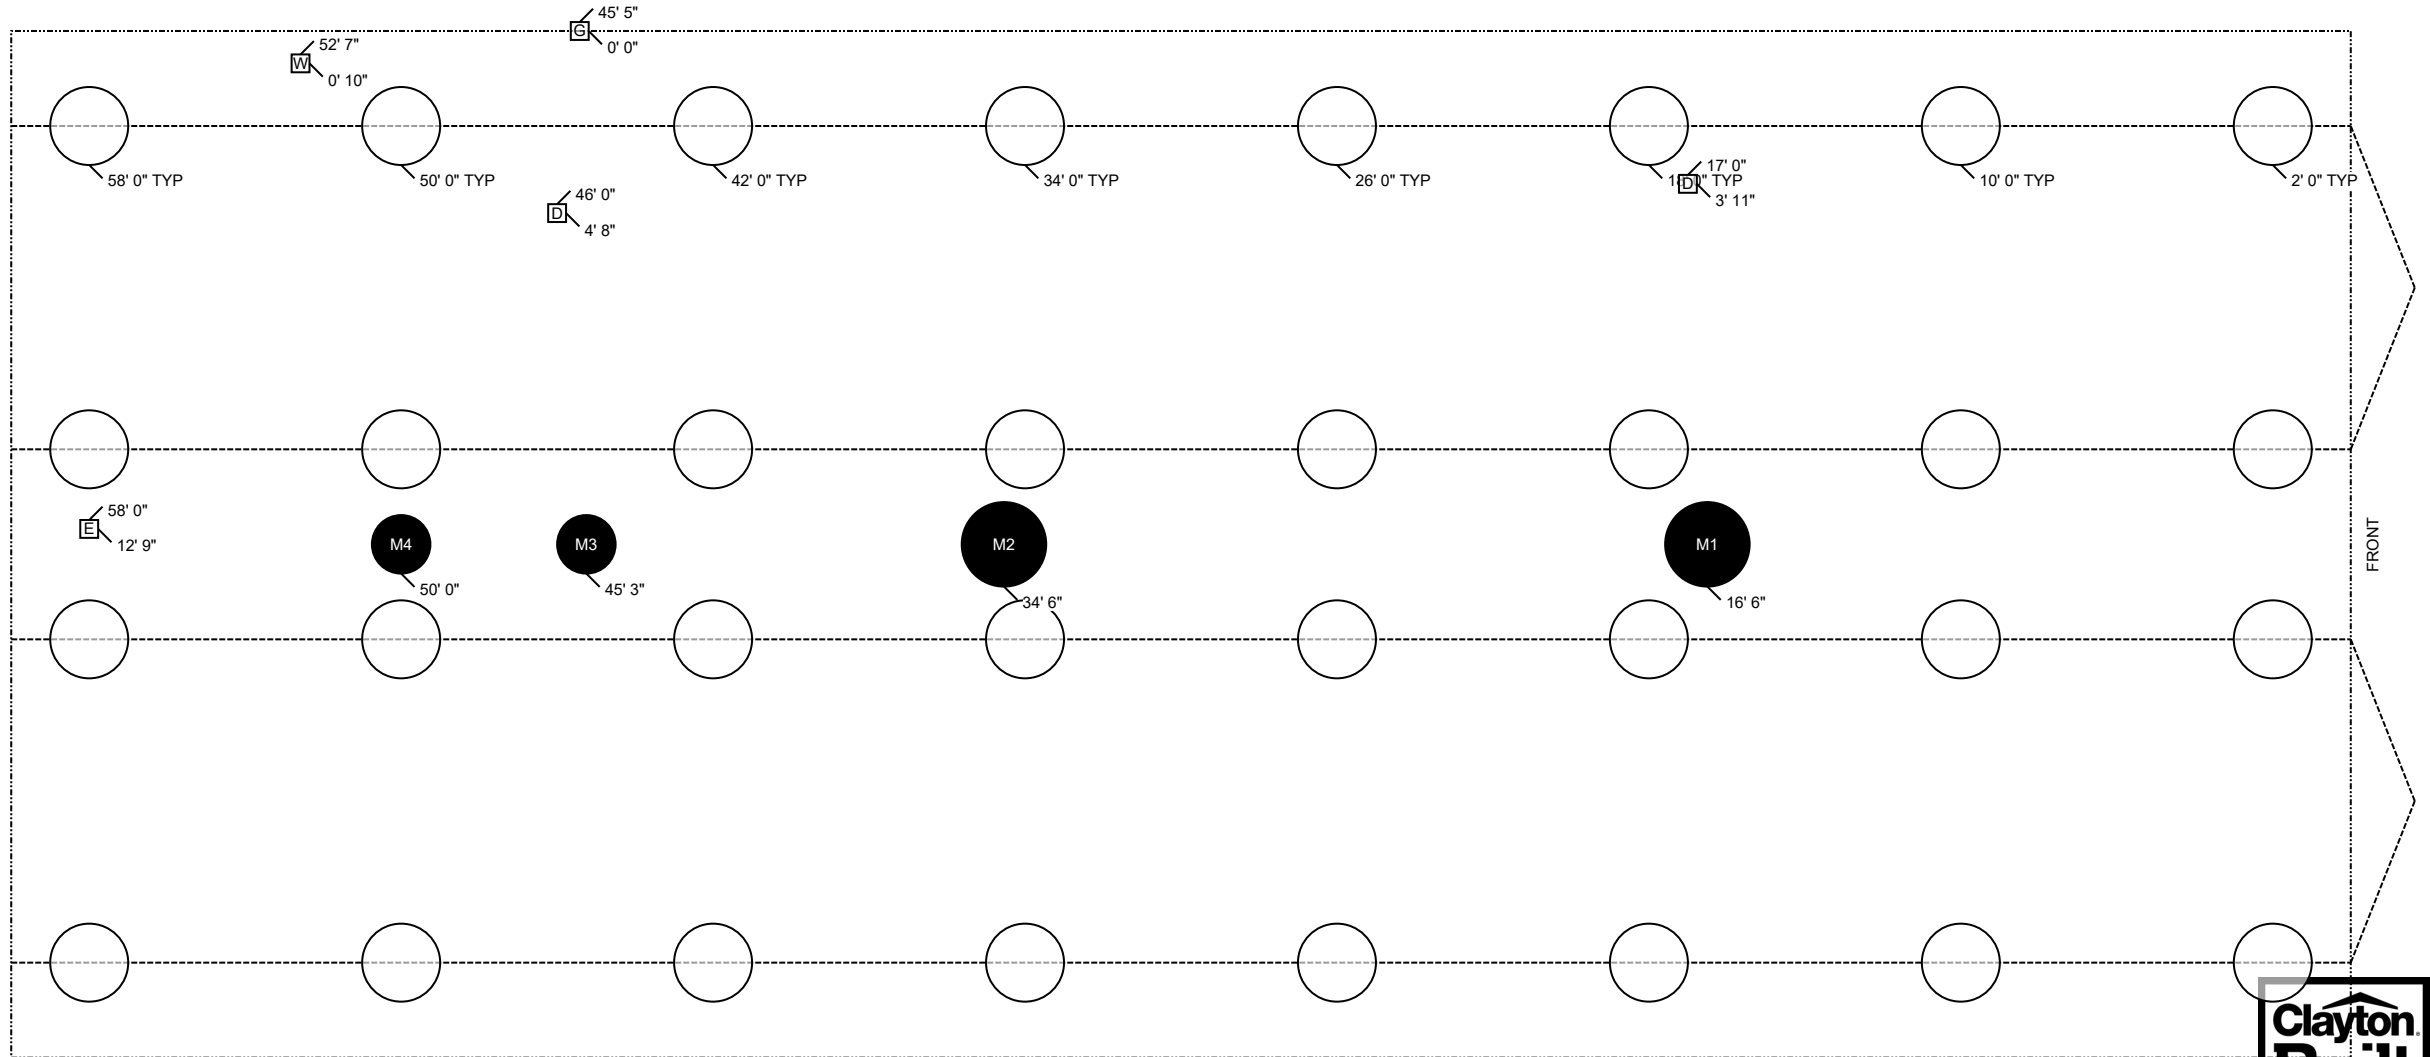 45' 5"
G
0' 0"
52' 7"
W
0' 10"
58' 0" TYP
50' 0" TYP
42' 0" TYP
34' 0" TYP
26' 0" TYP
17' 0"
18' 0" TYP
D
3' 11"
10' 0" TYP
2' 0" TYP
46' 0"
D
4' 8"
58' 0"
E
12' 9"
M4
50' 0"
M3
45' 3"
M2
34' 6"
M1
16' 6"
FRONT
Clayton